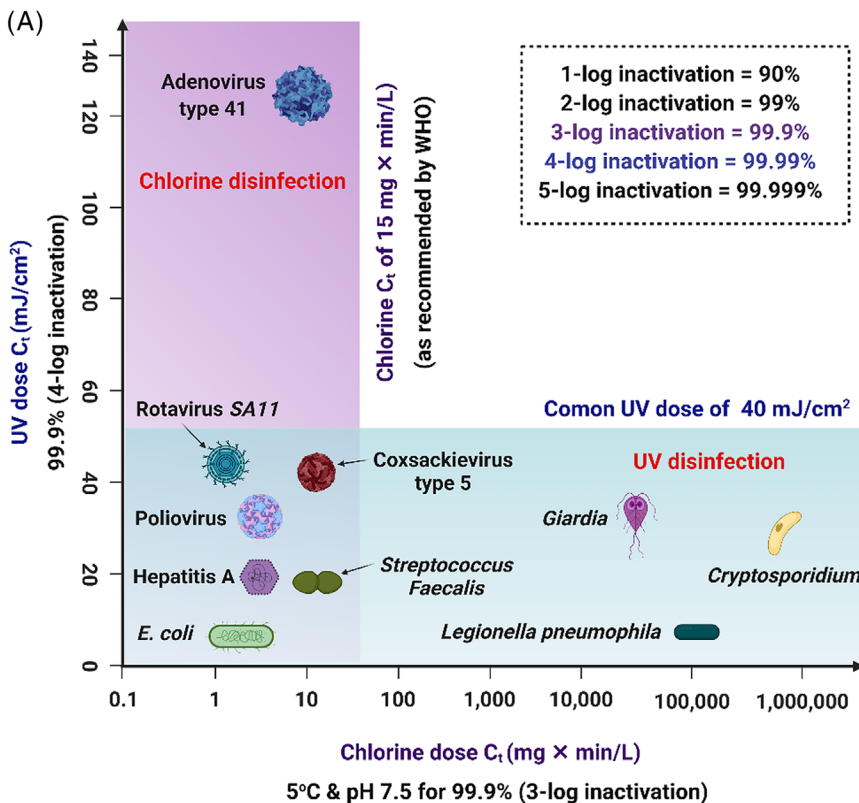 (A)
140
120
100
80
60
40
20
0
UV dose Ct (mJ/cm²)
99.9% (4-log inactivation)
Adenovirus
type 41
Chlorine disinfection
Chlorine Ct of 15 mg × min/L)
(as recommended by WHO)
1-log inactivation = 90%
2-log inactivation = 99%
3-log inactivation = 99.9%
4-log inactivation = 99.99%
5-log inactivation = 99.999%
Comon UV dose of 40 mJ/cm²
UV disinfection
Rotavirus SA11
Coxsackievirus
type 5
Poliovirus
Giardia
Hepatitis A
Streptococcus
Faecalis
Cryptosporidium
E. coli
Legionella pneumophila
0.1
1
10
100
1,000
10,000
100,000
1,000,000
Chlorine dose Ct (mg × min/L)
5ºC & pH 7.5 for 99.9% (3-log inactivation)